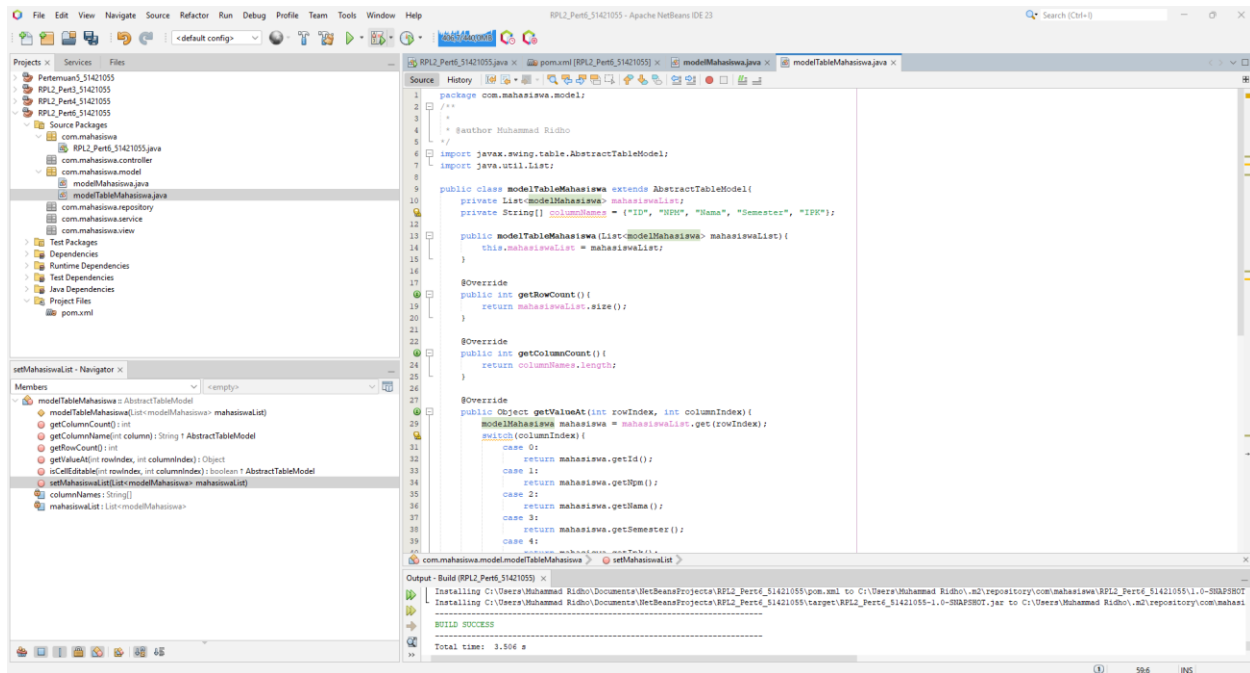 File Edit View Navigate Source Refactor Run Debug Profile Team Tools Window Help
RPL2_Pert6_51421055 - Apache NetBeans IDE 23
Search (Ctrl+I)
<default config>
Projects × Services Files
Pertemuan5_51421055
RPL2_Pert3_51421055
RPL2_Pert4_51421055
RPL2_Pert6_51421055
Source Packages
com.mahasiswa
RPL2_Pert6_51421055.java
com.mahasiswa.controller
com.mahasiswa.model
modelMahasiswa.java
modelTableMahasiswa.java
com.mahasiswa.repository
com.mahasiswa.service
com.mahasiswa.view
Test Packages
Dependencies
Runtime Dependencies
Test Dependencies
Java Dependencies
Project Files
pom.xml
setMahasiswaList - Navigator ×
Members <empty>
modelTableMahasiswa :: AbstractTableModel
modelTableMahasiswa(List<modelMahasiswa> mahasiswaList)
getColumnCount() : int
getColumnName(int column) : String ↑ AbstractTableModel
getRowCount() : int
getValueAt(int rowIndex, int columnIndex) : Object
isCellEditable(int rowIndex, int columnIndex) : boolean ↑ AbstractTableModel
setMahasiswaList(List<modelMahasiswa> mahasiswaList)
columnNames : String[]
mahasiswaList : List<modelMahasiswa>
RPL2_Pert6_51421055.java × pom.xml [RPL2_Pert6_51421055] × modelMahasiswa.java × modelTableMahasiswa.java ×
Source History
1 package com.mahasiswa.model;
2 /**
3 *
4 * @author Muhammad Ridho
5 */
6 import javax.swing.table.AbstractTableModel;
7 import java.util.List;
8
9 public class modelTableMahasiswa extends AbstractTableModel{
10 private List<modelMahasiswa> mahasiswaList;
private String[] columnNames = {"ID", "NPM", "Nama", "Semester", "IPK"};
12
13 public modelTableMahasiswa(List<modelMahasiswa> mahasiswaList){
14 this.mahasiswaList = mahasiswaList;
15 }
16
17 @Override
public int getRowCount(){
19 return mahasiswaList.size();
20 }
21
22 @Override
public int getColumnCount(){
24 return columnNames.length;
25 }
26
27 @Override
public Object getValueAt(int rowIndex, int columnIndex){
29 modelMahasiswa mahasiswa = mahasiswaList.get(rowIndex);
switch(columnIndex){
31 case 0:
32 return mahasiswa.getId();
33 case 1:
34 return mahasiswa.getNpm();
35 case 2:
36 return mahasiswa.getNama();
37 case 3:
38 return mahasiswa.getSemester();
39 case 4:
com.mahasiswa.model.modelTableMahasiswa setMahasiswaList
Output - Build (RPL2_Pert6_51421055) ×
Installing C:\Users\Muhammad Ridho\Documents\NetBeansProjects\RPL2_Pert6_51421055\pom.xml to C:\Users\Muhammad Ridho\.m2\repository\com\mahasiswa\RPL2_Pert6_51421055\1.0-SNAPSHOT
Installing C:\Users\Muhammad Ridho\Documents\NetBeansProjects\RPL2_Pert6_51421055\target\RPL2_Pert6_51421055-1.0-SNAPSHOT.jar to C:\Users\Muhammad Ridho\.m2\repository\com\mahasi
------------------------------------------------------------------------
BUILD SUCCESS
------------------------------------------------------------------------
Total time: 3.506 s
59:6 INS